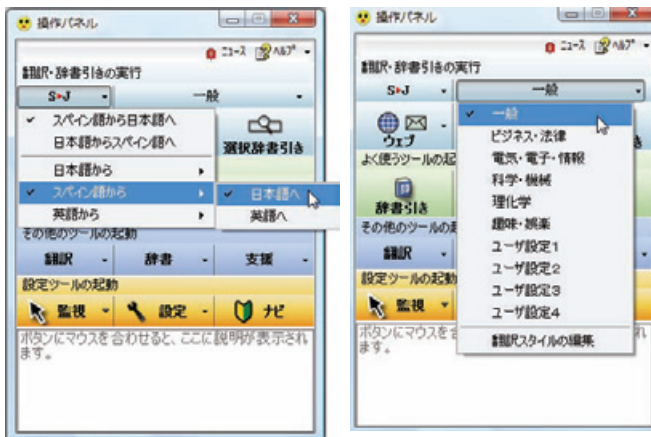 操作パネル
ニュース ヘルプ
翻訳・辞書引きの実行
S▸J 一般
✓ スペイン語から日本語へ
日本語からスペイン語へ
選択辞書引き
日本語から
✓ スペイン語から ✓ 日本語へ
英語から 英語へ
その他のツールの起動
翻訳 辞書 支援
設定ツールの起動
監視 設定 ナビ
ボタンにマウスを合わせると、ここに説明が表示され
ます。
操作パネル
ニュース ヘルプ
翻訳・辞書引きの実行
S▸J 一般
✓ 一般
ウェブ
ビジネス・法律
よく使うツールの起
電気・電子・情報
科学・機械
辞書引き
理化学
その他のツールの
趣味・娯楽
翻訳
ユーザ設定1
設定ツールの起動
ユーザ設定2
監視
ユーザ設定3
ユーザ設定4
ボタンにマウスを
翻訳スタイルの編集
ます。